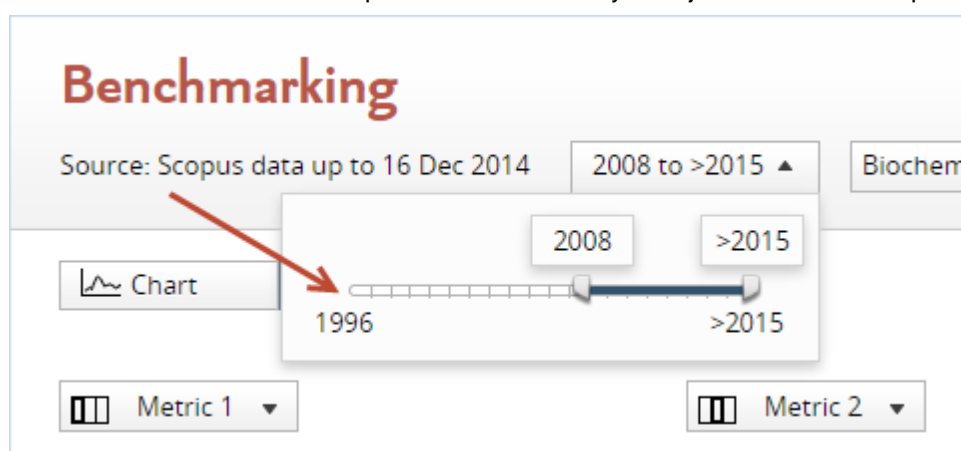 Benchmarking
Source: Scopus data up to 16 Dec 2014 2008 to >2015 Biochem
2008 >2015
Chart
1996 >2015
Metric 1 Metric 2